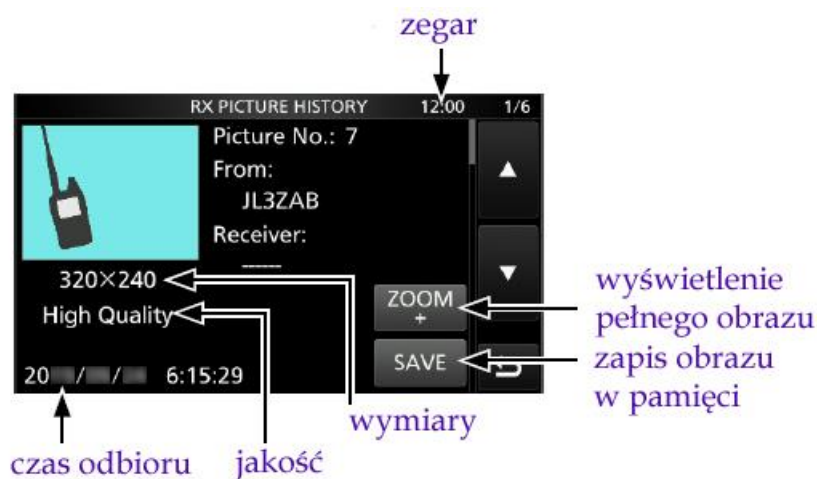 zegar
RX PICTURE HISTORY 12:00 1/6
Picture No.: 7
From:
JL3ZAB
Receiver:
------
320×240
High Quality
ZOOM
+
SAVE
20 / / 6:15:29
wyświetlenie
pełnego obrazu
zapis obrazu
w pamięci
wymiary
czas odbioru jakość